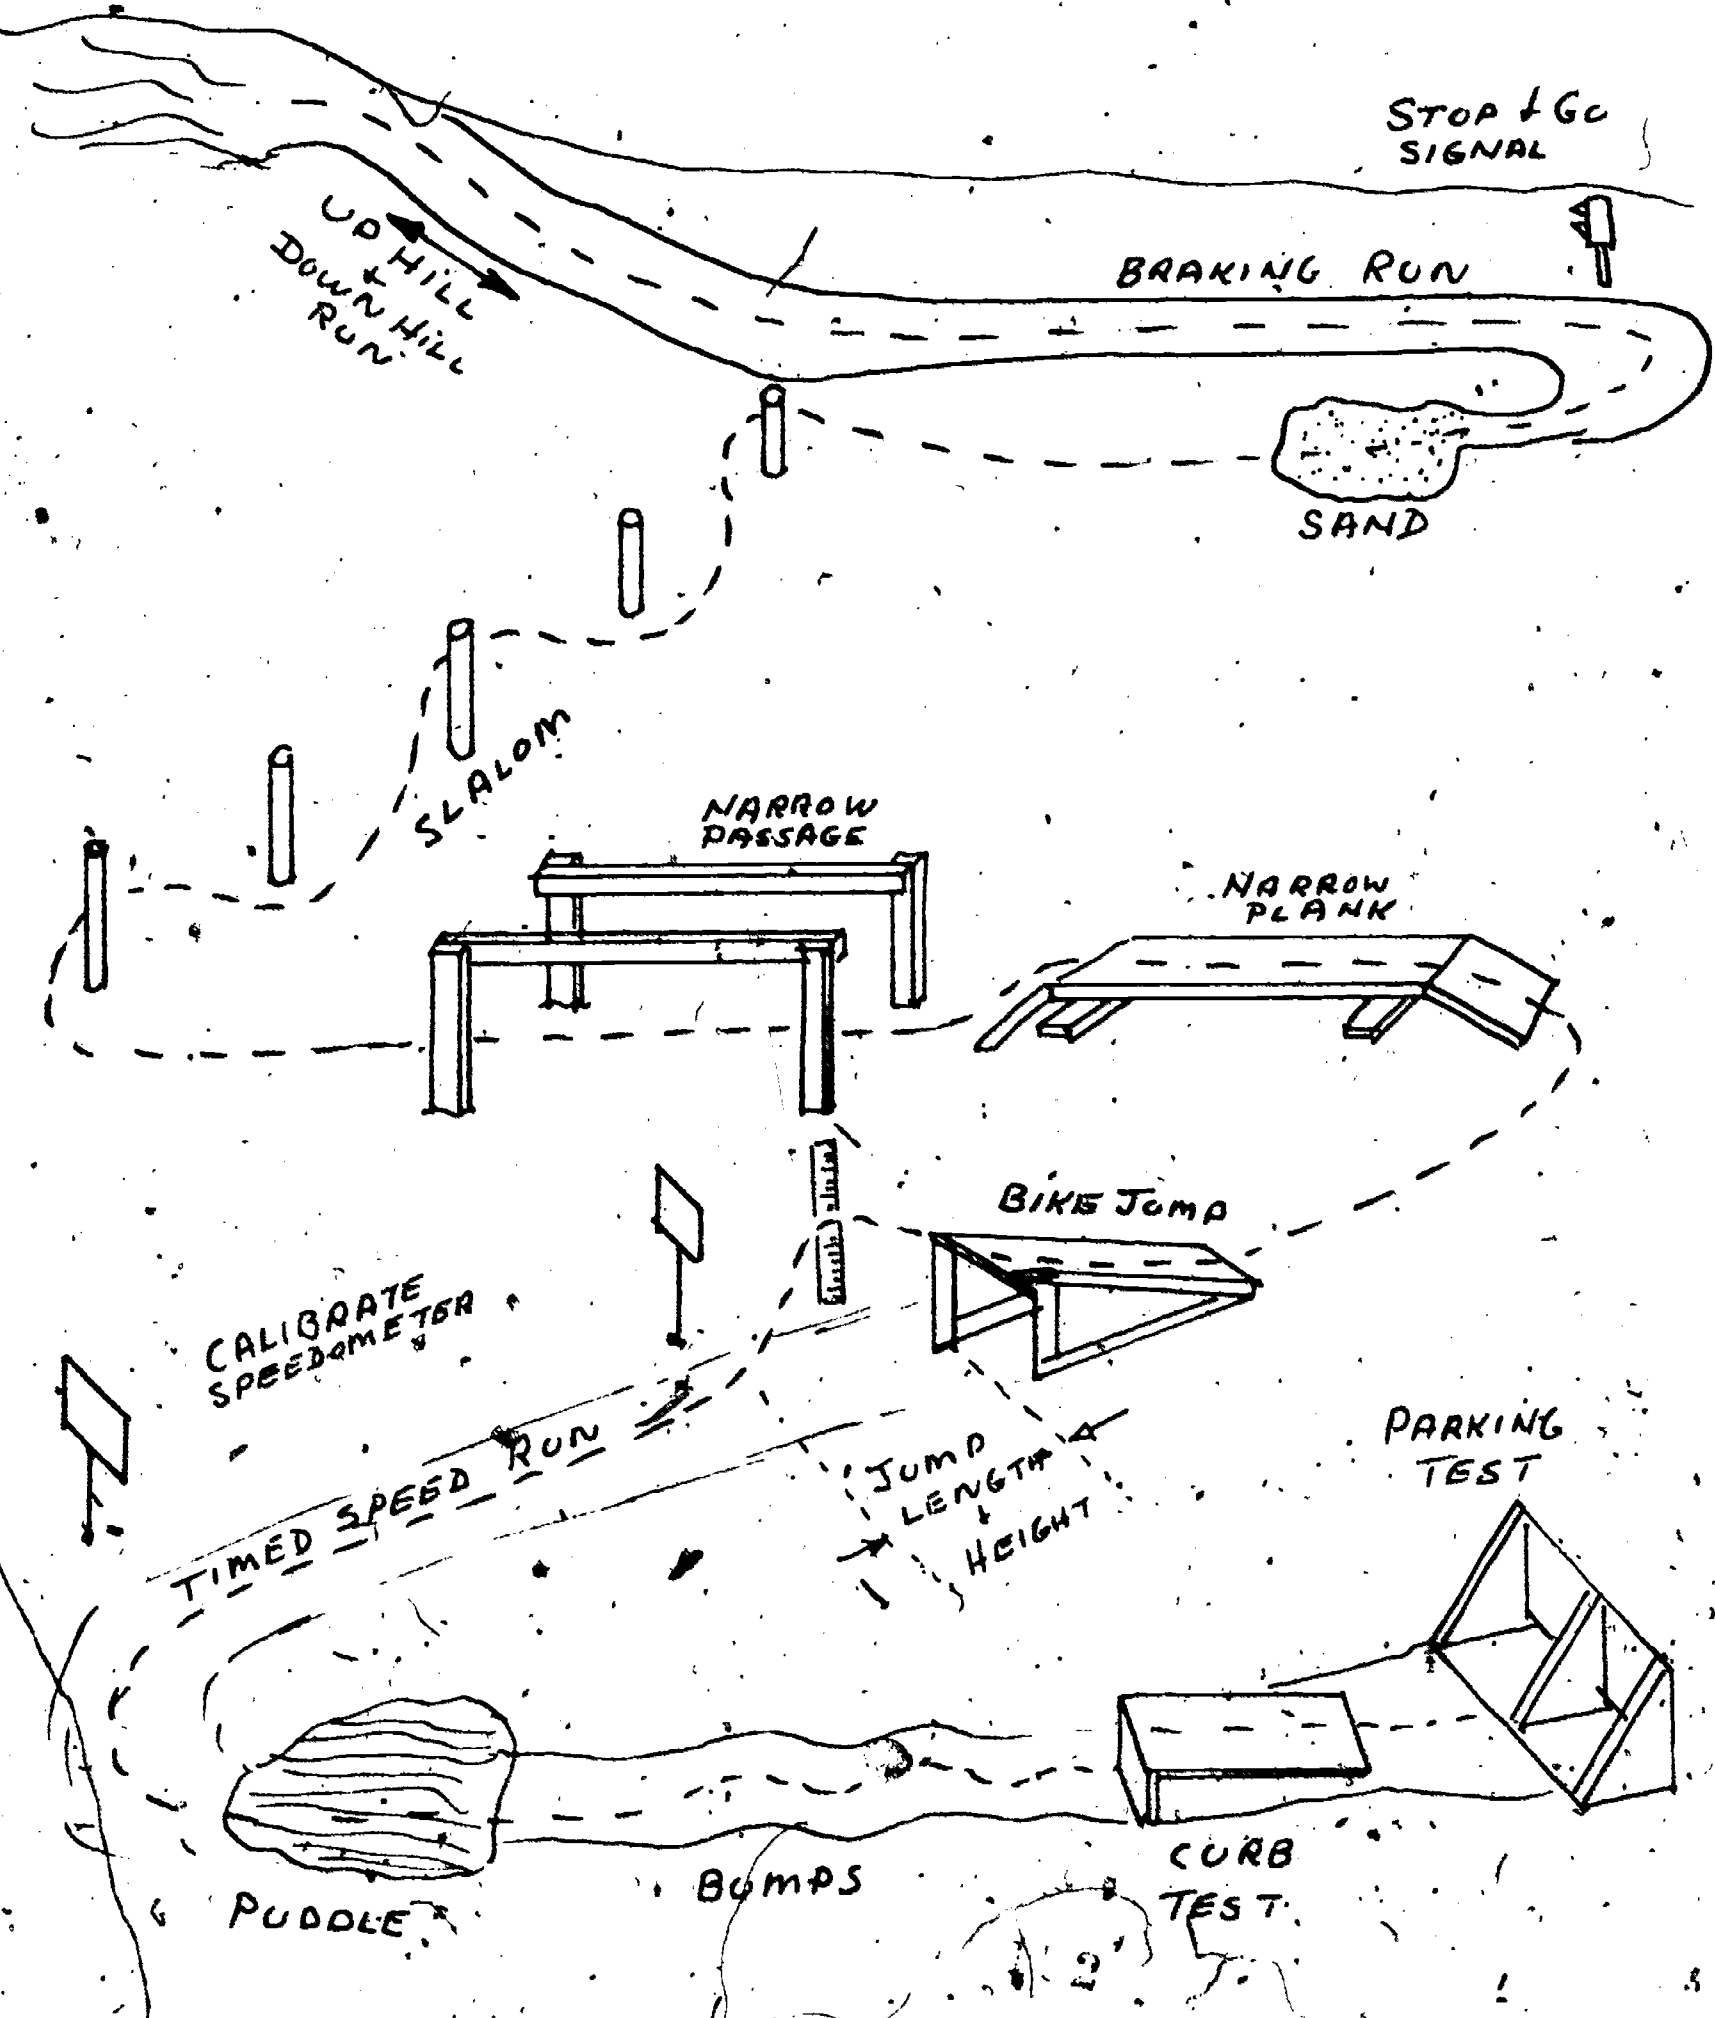 STOP & GO
SIGNAL
UP HILL
&
DOWN HILL
RUN
BRAKING RUN
SAND
SLALOM
NARROW
PASSAGE
NARROW
PLANK
BIKE JUMP
CALIBRATE
SPEEDOMETER
TIMED SPEED RUN
JUMP
LENGTH
&
HEIGHT
PARKING
TEST
CURB
TEST
BUMPS
PUDDLE
2